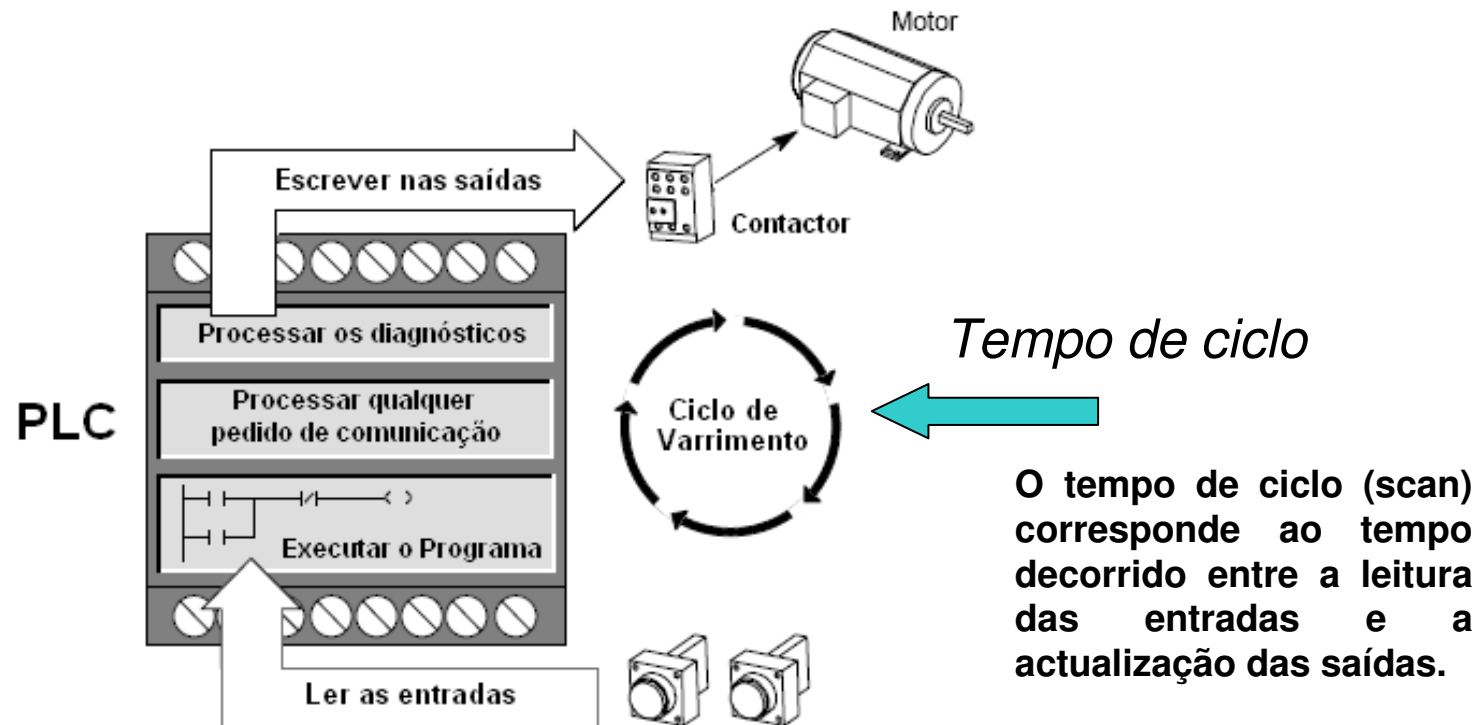 Motor
Escrever nas saídas
Contactor
Processar os diagnósticos
Tempo de ciclo
PLC
Processar qualquer
pedido de comunicação
Ciclo de
Varrimento
Executar o Programa
O tempo de ciclo (scan)
corresponde ao tempo
decorrido entre a leitura
das entradas e a
actualização das saídas.
Ler as entradas